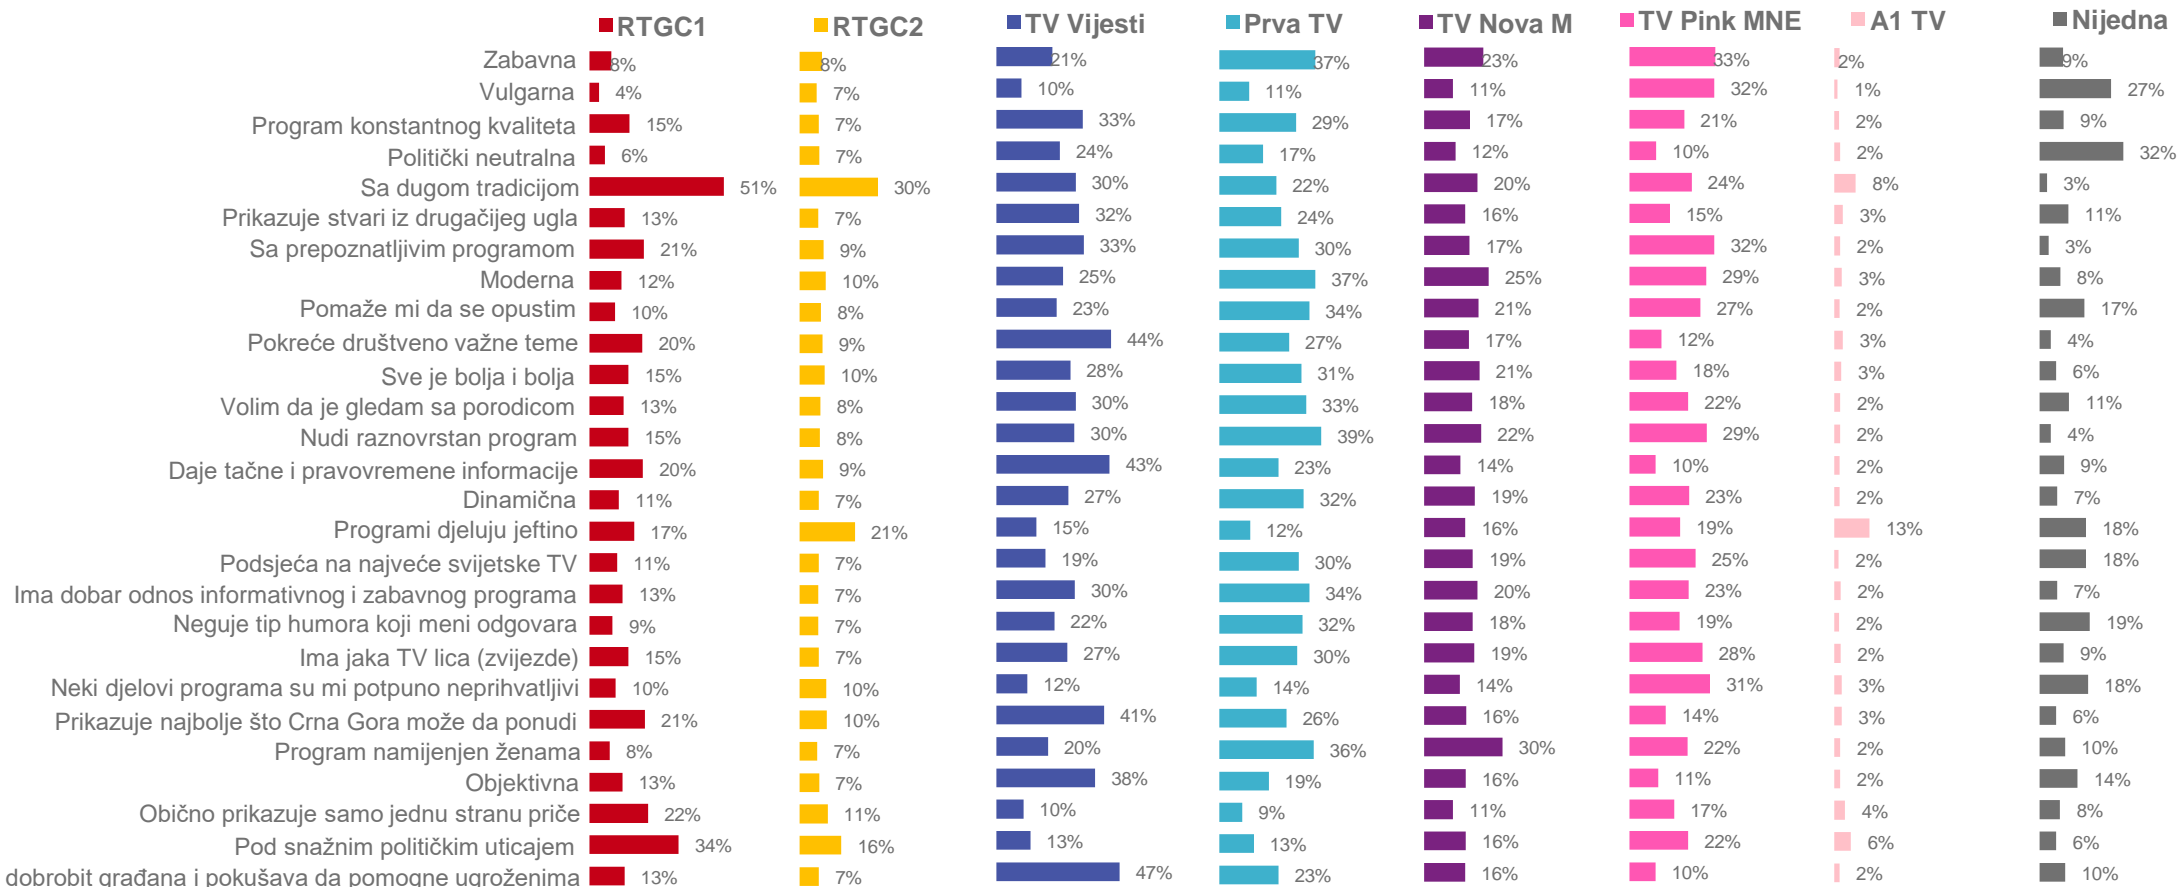 RTGC1 RTGC2 TV Vijesti Prva TV TV Nova M TV Pink MNE A1 TV Nijedna
Zabavna 8% 8% 21% 37% 23% 33% 2% 9%
Vulgarna 4% 7% 10% 11% 11% 32% 1% 27%
Program konstantnog kvaliteta 15% 7% 33% 29% 17% 21% 2% 9%
Politički neutralna 6% 7% 24% 17% 12% 10% 2% 32%
Sa dugom tradicijom 51% 30% 30% 22% 20% 24% 8% 3%
Prikazuje stvari iz drugačijeg ugla 13% 7% 32% 24% 16% 15% 3% 11%
Sa prepoznatljivim programom 21% 9% 33% 30% 17% 32% 2% 3%
Moderna 12% 10% 25% 37% 25% 29% 3% 8%
Pomaže mi da se opustim 10% 8% 23% 34% 21% 27% 2% 17%
Pokreće društveno važne teme 20% 9% 44% 27% 17% 12% 3% 4%
Sve je bolja i bolja 15% 10% 28% 31% 21% 18% 3% 6%
Volim da je gledam sa porodicom 13% 8% 30% 33% 18% 22% 2% 11%
Nudi raznovrstan program 15% 8% 30% 39% 22% 29% 2% 4%
Daje tačne i pravovremene informacije 20% 9% 43% 23% 14% 10% 2% 9%
Dinamična 11% 7% 27% 32% 19% 23% 2% 7%
Programi djeluju jeftino 17% 21% 15% 12% 16% 19% 13% 18%
Podsjeća na najveće svijetske TV 11% 7% 19% 30% 19% 25% 2% 18%
Ima dobar odnos informativnog i zabavnog programa 13% 7% 30% 34% 20% 23% 2% 7%
Neguje tip humora koji meni odgovara 9% 7% 22% 32% 18% 19% 2% 19%
Ima jaka TV lica (zvijezde) 15% 7% 27% 30% 19% 28% 2% 9%
Neki djelovi programa su mi potpuno neprihvatljivi 10% 10% 12% 14% 14% 31% 3% 18%
Prikazuje najbolje što Crna Gora može da ponudi 21% 10% 41% 26% 16% 14% 3% 6%
Program namijenjen ženama 8% 7% 20% 36% 30% 22% 2% 10%
Objektivna 13% 7% 38% 19% 16% 11% 2% 14%
Obično prikazuje samo jednu stranu priče 22% 11% 10% 9% 11% 17% 4% 8%
Pod snažnim političkim uticajem 34% 16% 13% 13% 16% 22% 6% 6%
dobrobit građana i pokušava da pomogne ugroženima 13% 7% 47% 23% 16% 10% 2% 10%